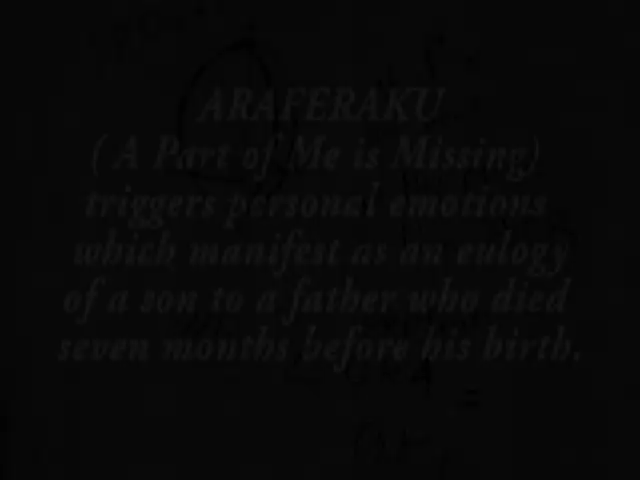 ARAFERAKU
( A Part of Me is Missing)
triggers personal emotions
which manifest as an eulogy
of a son to a father who died
seven months before his birth.